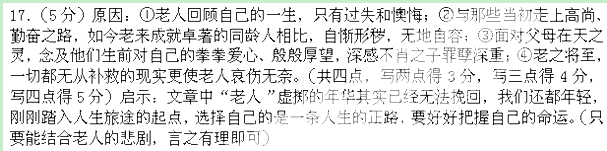 17.(5分)原因：①老人回顾自己的一生，只有过失和懊悔；②与那些当初走上高尚、
勤奋之路，如今老来成就卓著的同龄人相比，自惭形秽，无地自容；③面对父母在天之
灵，念及他们生前对自己的拳拳爱心、殷殷厚望，深感不肖之子罪孽深重；④老之将至，
一切都无从补救的现实更使老人哀伤无奈。（共四点，写两点得3分，写三点得4分，
写四点得5分）启示：文章中“老人”虚掷的年华其实已经无法挽回，我们还都年轻，
刚刚踏入人生旅途的起点，选择自己的是一条人生的正路，要好好把握自己的命运。（只
要能结合老人的悲剧，言之有理即可）